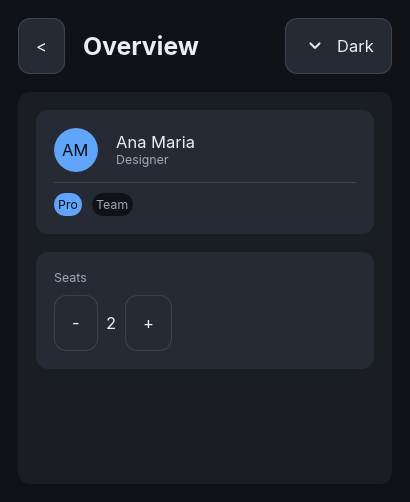 < Overview Dark
AM Ana Maria
Designer
Pro Team
Seats
- 2 +